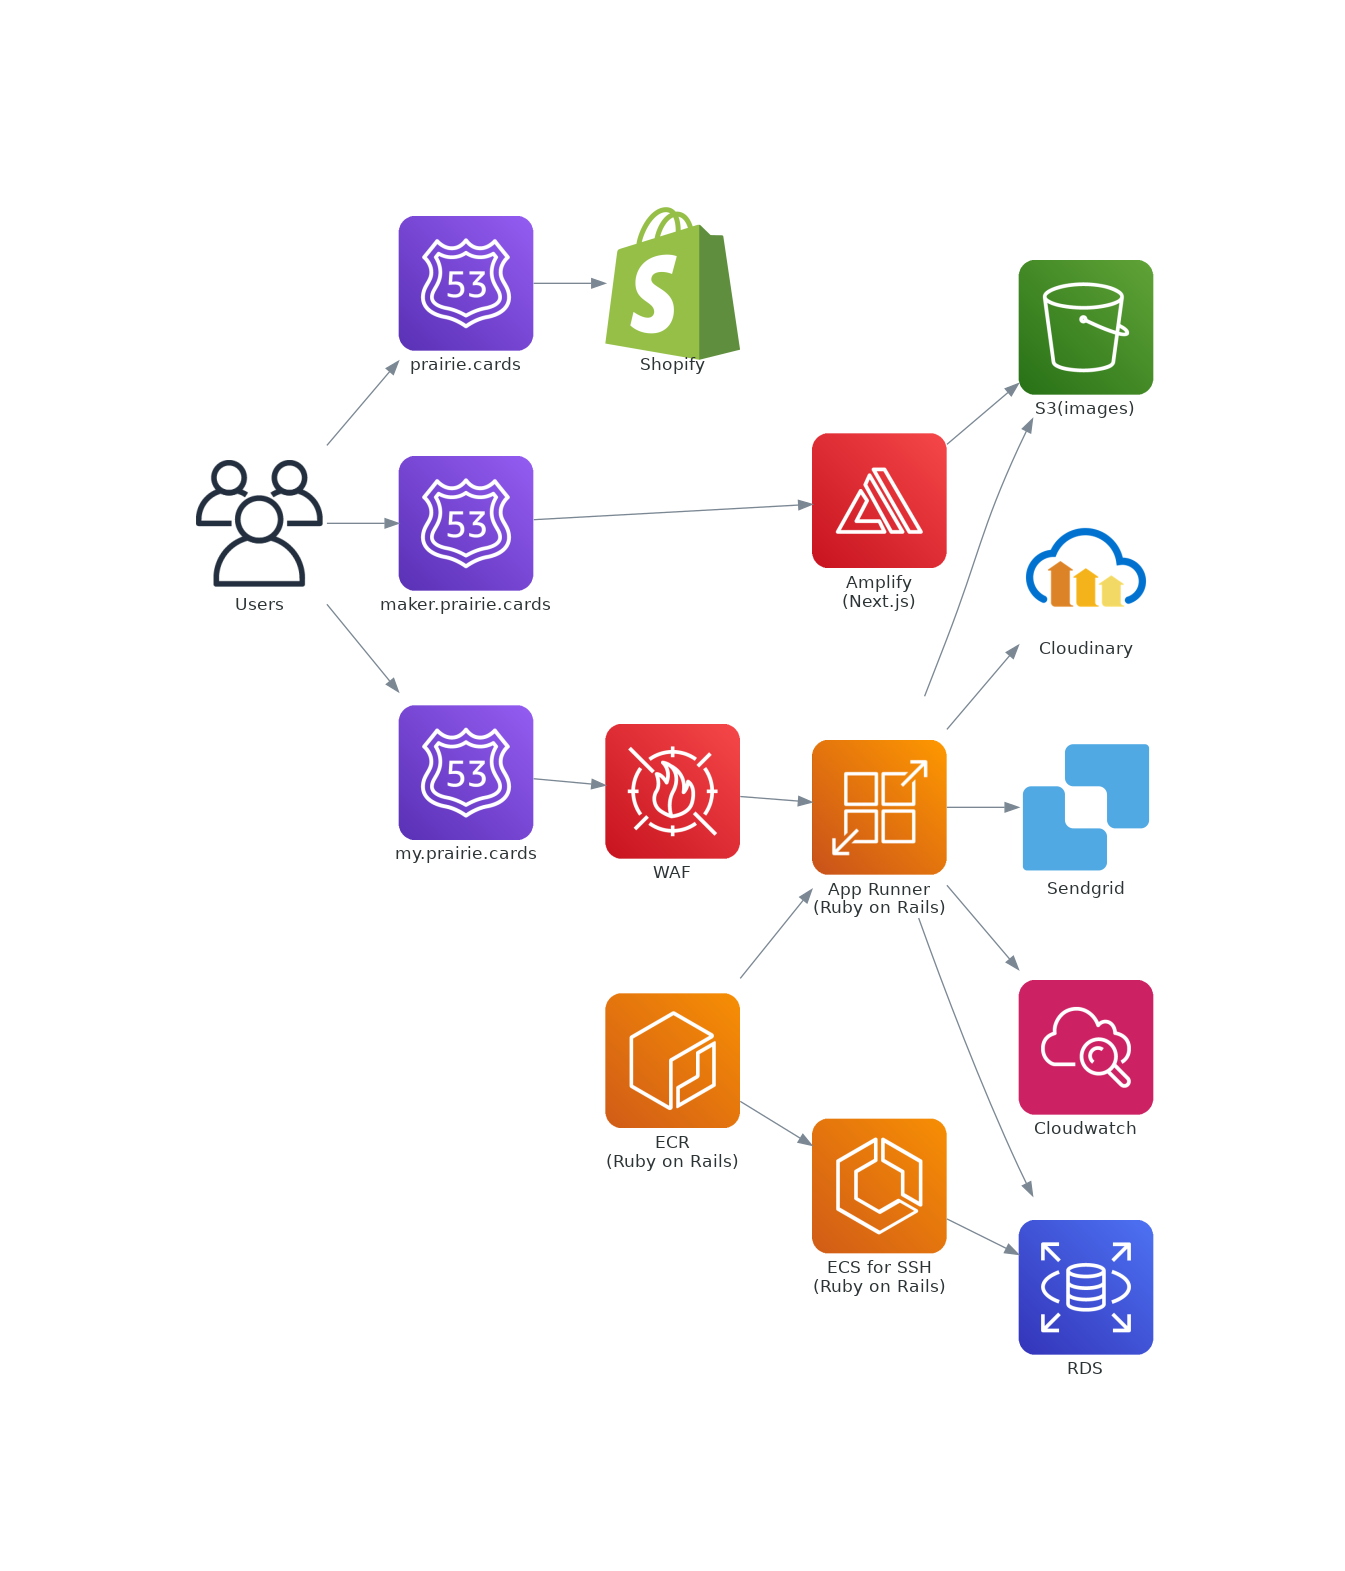 53
prairie.cards
S
Shopify
S3(images)
53
maker.prairie.cards
Amplify
(Next.js)
Users
Cloudinary
53
my.prairie.cards
WAF
App Runner
(Ruby on Rails)
Sendgrid
ECR
(Ruby on Rails)
Cloudwatch
ECS for SSH
(Ruby on Rails)
RDS